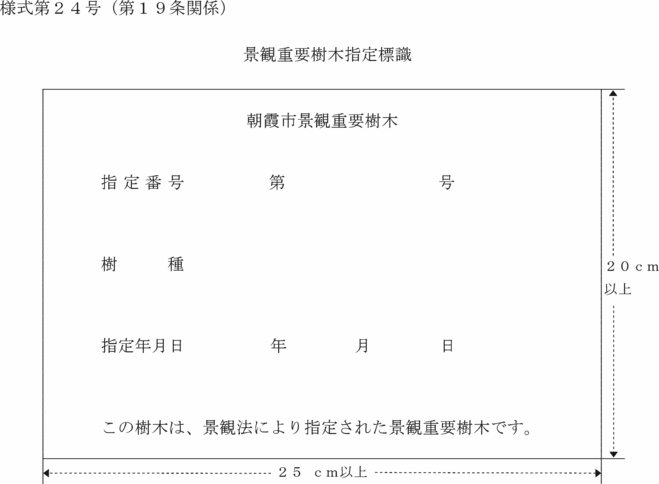 様式第２４号（第１９条関係）
景観重要樹木指定標識
朝霞市景観重要樹木
指定番号　　　　　第　　　　　　　　　号
樹　　　種
指定年月日　　　　　年　　　　月　　　　日
この樹木は、景観法により指定された景観重要樹木です。
２０ｃｍ
以上
２５　ｃｍ以上